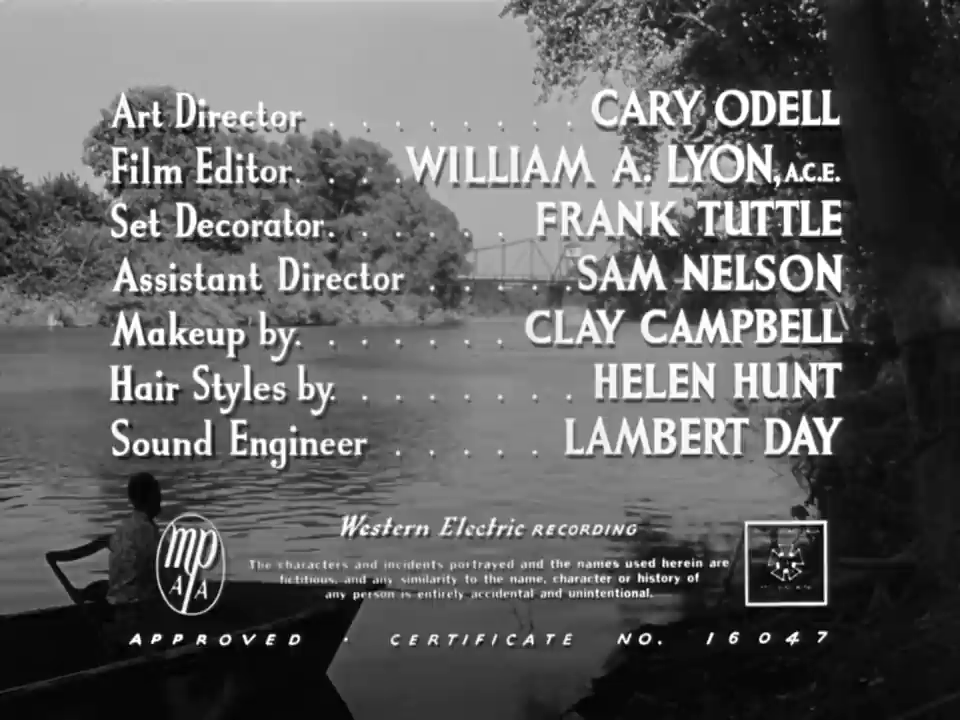 Art Director . . . . . . . . . CARY ODELL
Film Editor. . . . .WILLIAM A. LYON, A.C.E.
Set Decorator. . . . . . . FRANK TUTTLE
Assistant Director . . . . . .SAM NELSON
Makeup by. . . . . . . . CLAY CAMPBELL
Hair Styles by. . . . . . . . . HELEN HUNT
Sound Engineer . . . . . LAMBERT DAY
Western Electric RECORDING
mp
AA
The characters and incidents portrayed and the names used herein are
fictitious, and any similarity to the name, character or history of
any person is entirely accidental and unintentional.
APPROVED · CERTIFICATE NO. 16047